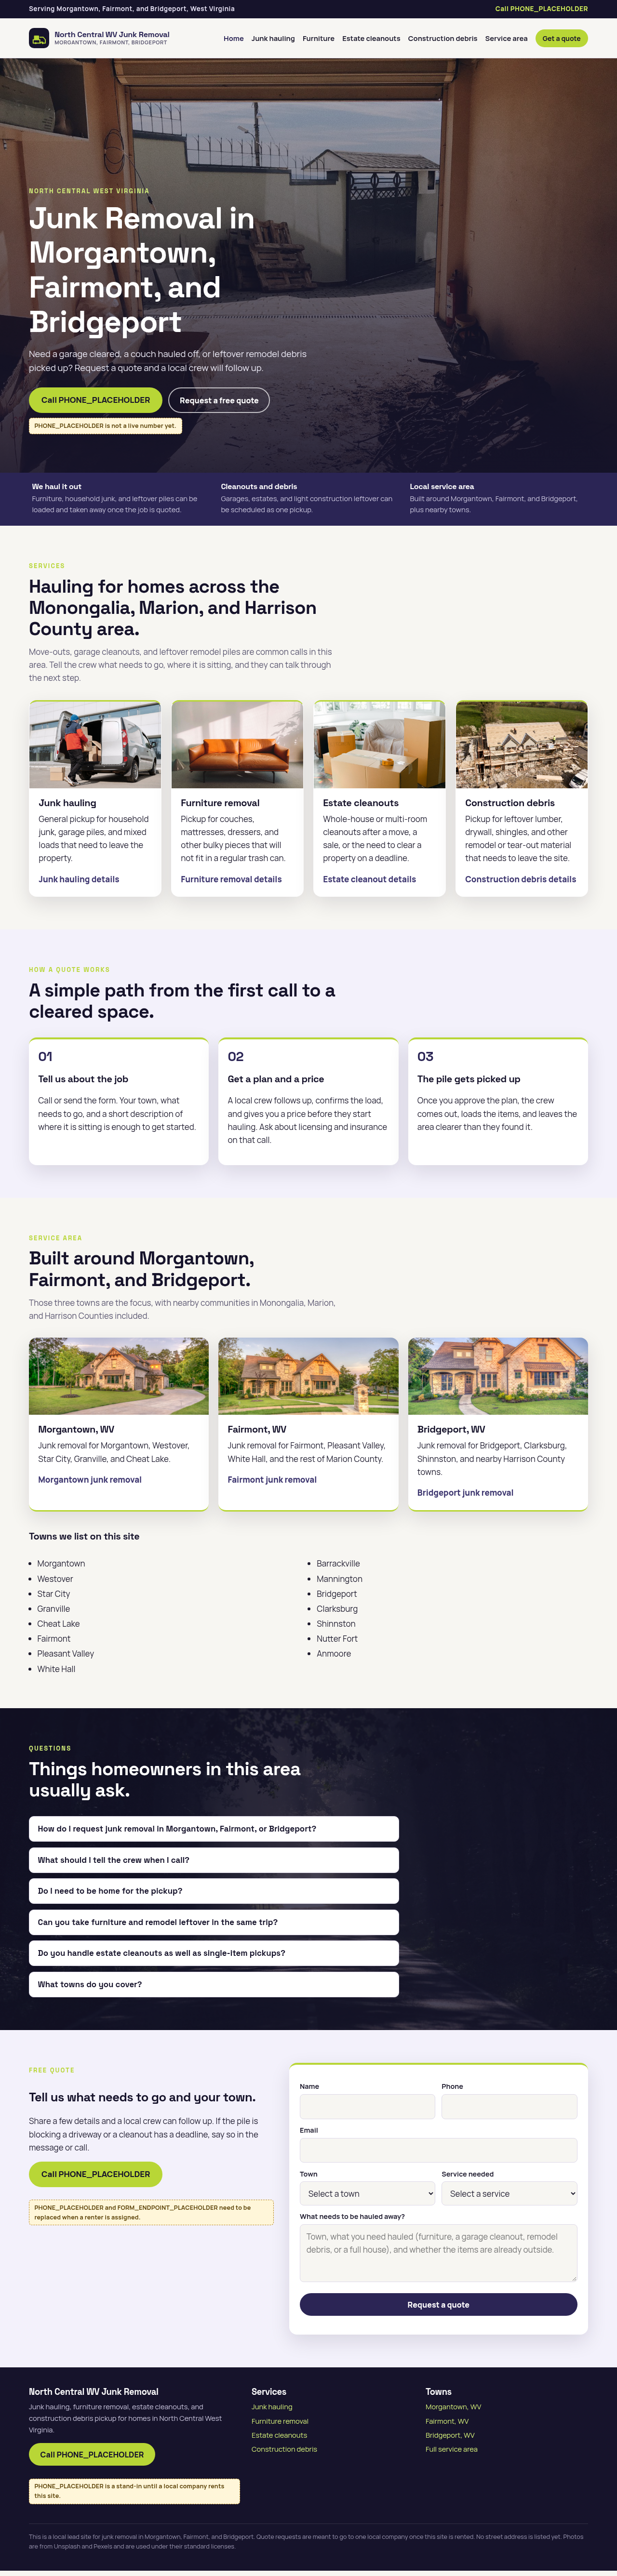 Serving Morgantown, Fairmont, and Bridgeport, West Virginia
Call PHONE_PLACEHOLDER
North Central WV Junk Removal
MORGANTOWN, FAIRMONT, BRIDGEPORT
Home
Junk hauling
Furniture
Estate cleanouts
Construction debris
Service area
Get a quote
NORTH CENTRAL WEST VIRGINIA
Junk Removal in
Morgantown,
Fairmont, and
Bridgeport
Need a garage cleared, a couch hauled off, or leftover remodel debris
picked up? Request a quote and a local crew will follow up.
Call PHONE_PLACEHOLDER
Request a free quote
PHONE_PLACEHOLDER is not a live number yet.
We haul it out
Furniture, household junk, and leftover piles can be
loaded and taken away once the job is quoted.
Cleanouts and debris
Garages, estates, and light construction leftover can
be scheduled as one pickup.
Local service area
Built around Morgantown, Fairmont, and Bridgeport,
plus nearby towns.
SERVICES
Hauling for homes across the
Monongalia, Marion, and Harrison
County area.
Move-outs, garage cleanouts, and leftover remodel piles are common calls in this
area. Tell the crew what needs to go, where it is sitting, and they can talk through
the next step.
Junk hauling
General pickup for household
junk, garage piles, and mixed
loads that need to leave the
property.
Junk hauling details
Furniture removal
Pickup for couches,
mattresses, dressers, and
other bulky pieces that will
not fit in a regular trash can.
Furniture removal details
Estate cleanouts
Whole-house or multi-room
cleanouts after a move, a
sale, or the need to clear a
property on a deadline.
Estate cleanout details
Construction debris
Pickup for leftover lumber,
drywall, shingles, and other
remodel or tear-out material
that needs to leave the site.
Construction debris details
HOW A QUOTE WORKS
A simple path from the first call to a
cleared space.
01
Tell us about the job
Call or send the form. Your town, what
needs to go, and a short description of
where it is sitting is enough to get started.
02
Get a plan and a price
A local crew follows up, confirms the load,
and gives you a price before they start
hauling. Ask about licensing and insurance
on that call.
03
The pile gets picked up
Once you approve the plan, the crew
comes out, loads the items, and leaves the
area clearer than they found it.
SERVICE AREA
Built around Morgantown,
Fairmont, and Bridgeport.
Those three towns are the focus, with nearby communities in Monongalia, Marion,
and Harrison Counties included.
Morgantown, WV
Junk removal for Morgantown, Westover,
Star City, Granville, and Cheat Lake.
Morgantown junk removal
Fairmont, WV
Junk removal for Fairmont, Pleasant Valley,
White Hall, and the rest of Marion County.
Fairmont junk removal
Bridgeport, WV
Junk removal for Bridgeport, Clarksburg,
Shinnston, and nearby Harrison County
towns.
Bridgeport junk removal
Towns we list on this site
Morgantown
Westover
Star City
Granville
Cheat Lake
Fairmont
Pleasant Valley
White Hall
Barrackville
Mannington
Bridgeport
Clarksburg
Shinnston
Nutter Fort
Anmoore
QUESTIONS
Things homeowners in this area
usually ask.
How do I request junk removal in Morgantown, Fairmont, or Bridgeport?
What should I tell the crew when I call?
Do I need to be home for the pickup?
Can you take furniture and remodel leftover in the same trip?
Do you handle estate cleanouts as well as single-item pickups?
What towns do you cover?
FREE QUOTE
Tell us what needs to go and your town.
Share a few details and a local crew can follow up. If the pile is
blocking a driveway or a cleanout has a deadline, say so in the
message or call.
Call PHONE_PLACEHOLDER
PHONE_PLACEHOLDER and FORM_ENDPOINT_PLACEHOLDER need to be
replaced when a renter is assigned.
Name
Phone
Email
Town
Service needed
Select a town
Select a service
What needs to be hauled away?
Town, what you need hauled (furniture, a garage cleanout, remodel
debris, or a full house), and whether the items are already outside.
Request a quote
North Central WV Junk Removal
Junk hauling, furniture removal, estate cleanouts, and
construction debris pickup for homes in North Central West
Virginia.
Call PHONE_PLACEHOLDER
PHONE_PLACEHOLDER is a stand-in until a local company rents
this site.
Services
Junk hauling
Furniture removal
Estate cleanouts
Construction debris
Towns
Morgantown, WV
Fairmont, WV
Bridgeport, WV
Full service area
This is a local lead site for junk removal in Morgantown, Fairmont, and Bridgeport. Quote requests are meant to go to one local company once this site is rented. No street address is listed yet. Photos
are from Unsplash and Pexels and are used under their standard licenses.